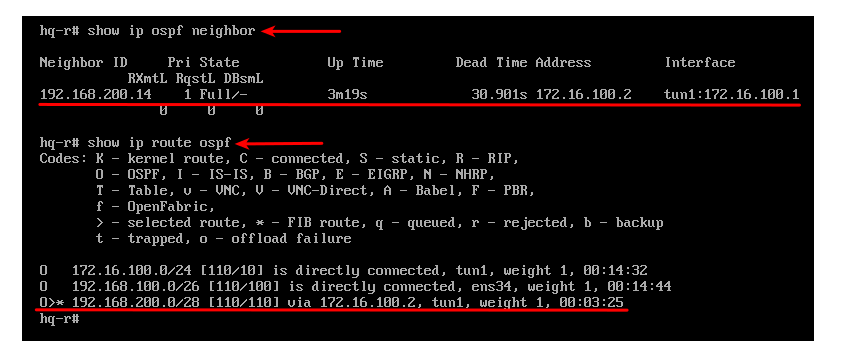 hq-r# show ip ospf neighbor
Neighbor ID     Pri State           Up Time         Dead Time Address         Interface
RXmtL RqstL DBsmL
192.168.200.14    1 Full/-          3m19s             30.901s 172.16.100.2    tun1:172.16.100.1
0     0     0
hq-r# show ip route ospf
Codes: K - kernel route, C - connected, S - static, R - RIP,
O - OSPF, I - IS-IS, B - BGP, E - EIGRP, N - NHRP,
T - Table, v - VNC, V - VNC-Direct, A - Babel, F - PBR,
f - OpenFabric,
> - selected route, * - FIB route, q - queued, r - rejected, b - backup
t - trapped, o - offload failure
O   172.16.100.0/24 [110/10] is directly connected, tun1, weight 1, 00:14:32
O   192.168.100.0/26 [110/100] is directly connected, ens34, weight 1, 00:14:44
O>* 192.168.200.0/28 [110/110] via 172.16.100.2, tun1, weight 1, 00:03:25
hq-r#